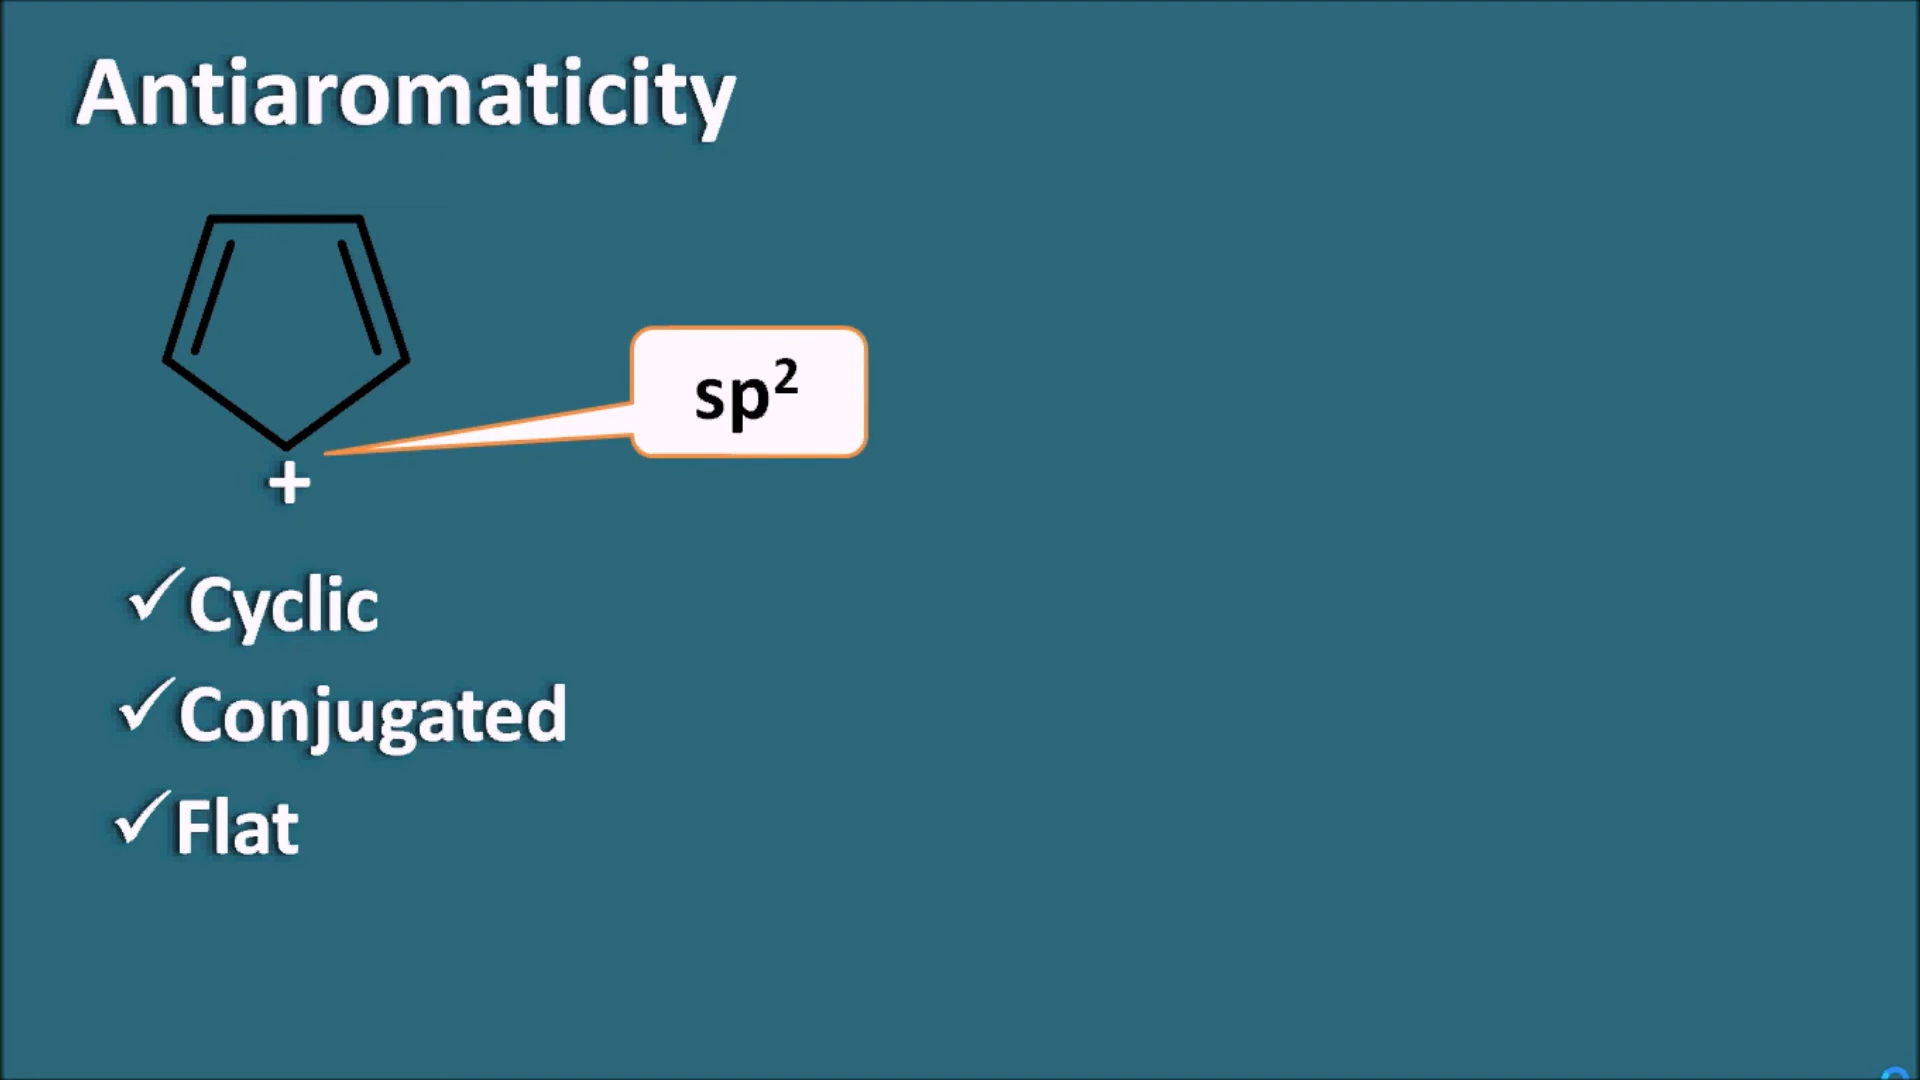 Antiaromaticity
sp²
+
✓Cyclic
✓Conjugated
✓Flat